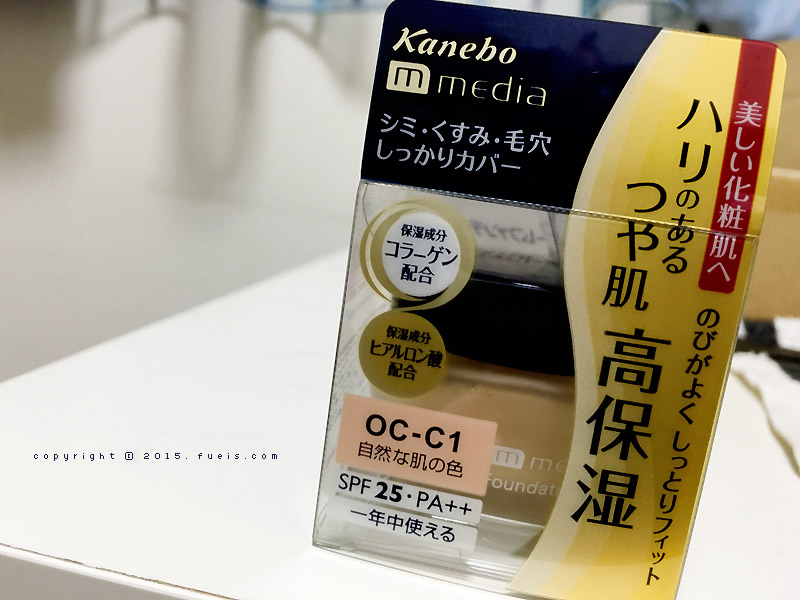 Kanebo
m media
シミ・くすみ・毛穴
しっかりカバー
美しい化粧肌へ
ハリのある
つや肌
高保湿
のびがよくしっとりフィット
保湿成分
コラーゲン
配合
保湿成分
ヒアルロン酸
配合
OC-C1
自然な肌の色
SPF 25・PA++
一年中使える
m me
Foundat
copyright © 2015. fueis.com